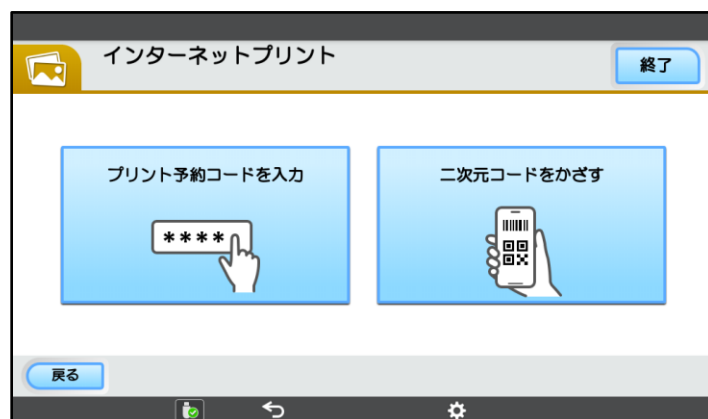 インターネットプリント
終了
プリント予約コードを入力
二次元コードをかざす
****
戻る